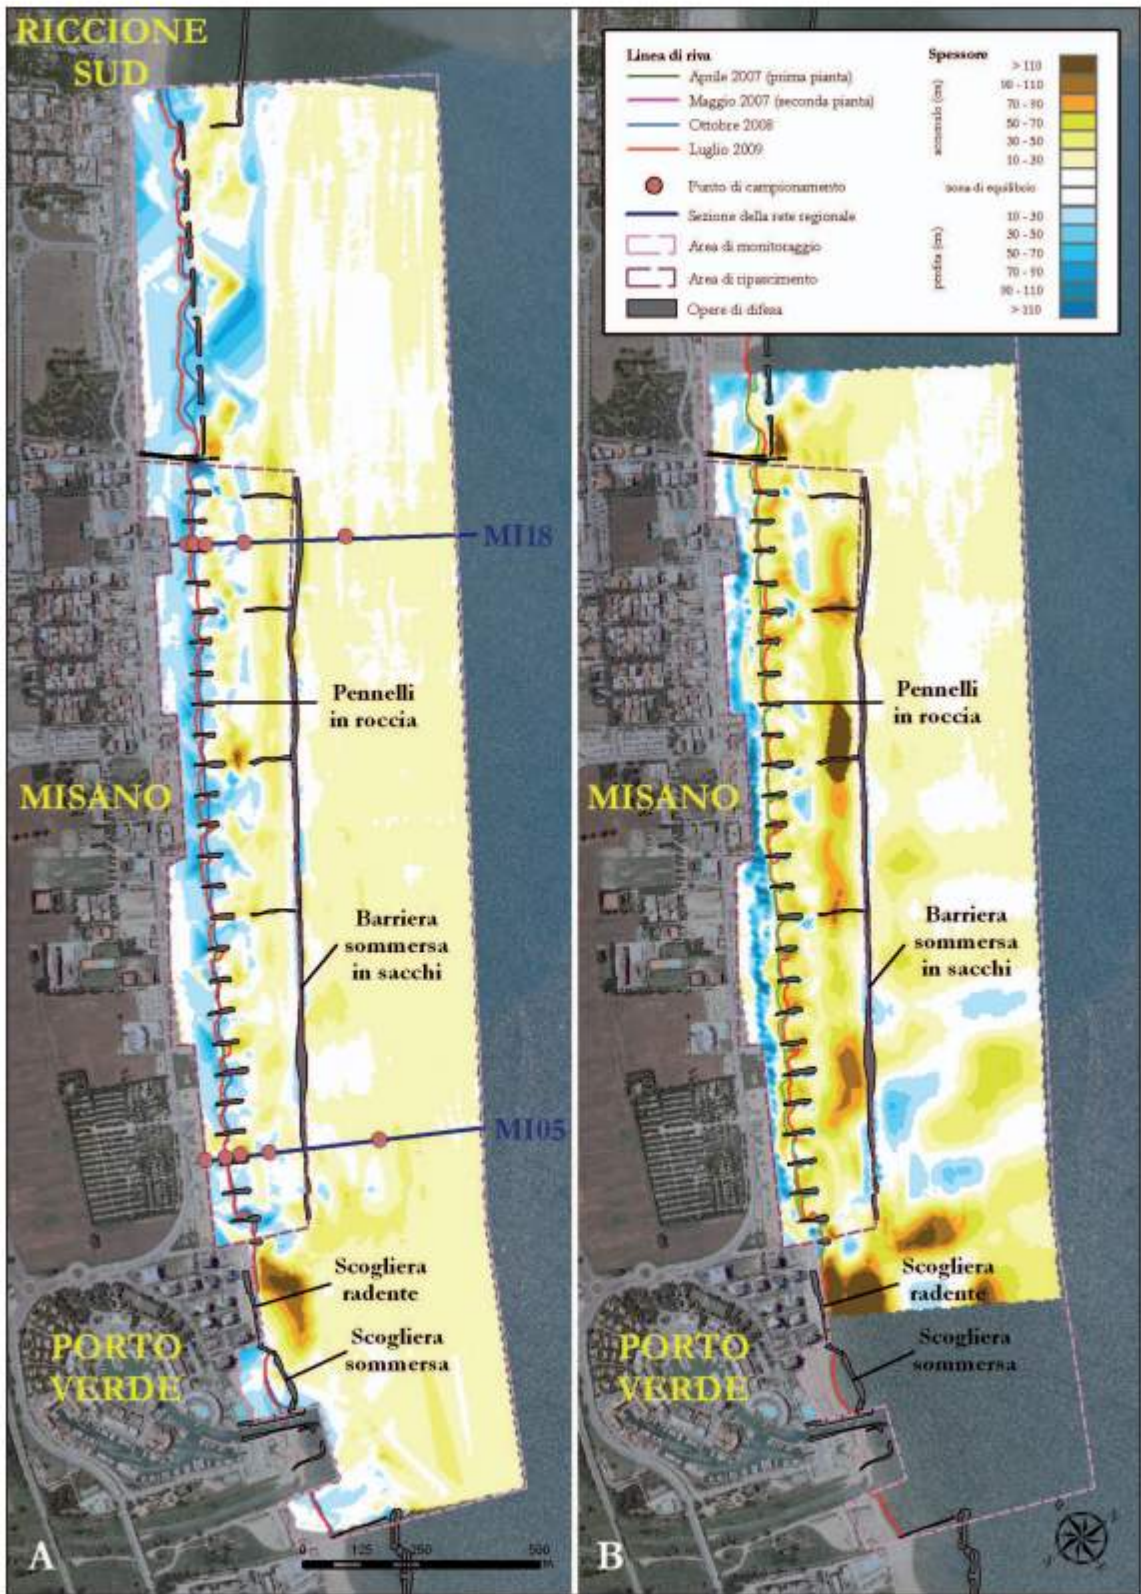 RICCIONE
SUD
MI18
Pennelli
in roccia
MISANO
Barriera
sommersa
in sacchi
MI05
Scogliera
radente
Scogliera
sommersa
PORTO
VERDE
A
0 m
125
250
500
m
Linea di riva
Aprile 2007 (prima pianta)
Maggio 2007 (seconda pianta)
Ottobre 2008
Luglio 2009
Punto di campionamento
Sezione della rete regionale
Area di monitoraggio
Area di ripascimento
Opere di difesa
Spessore
accumulo (cm)
> 110
90 - 110
70 - 90
50 - 70
30 - 50
10 - 30
zona di equilibrio
perdita (cm)
10 - 30
30 - 50
50 - 70
70 - 90
90 - 110
> 110
Pennelli
in roccia
MISANO
Barriera
sommersa
in sacchi
Scogliera
radente
Scogliera
sommersa
PORTO
VERDE
B